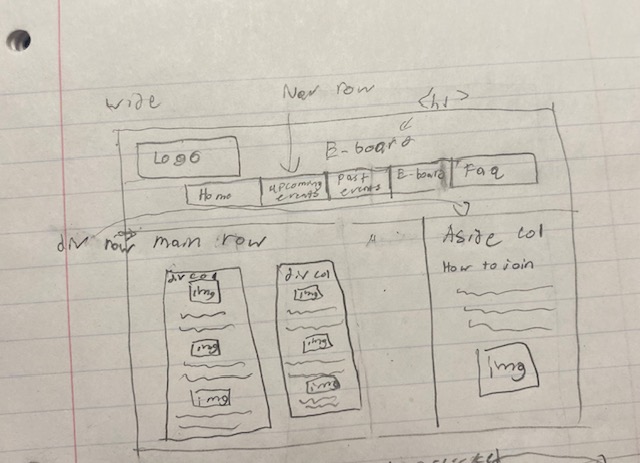 wide
Nav row
<h1>
Logo
E-board
Home
upcoming events
past events
E-board
Faq
div row
main row
Aside col
How to join
div col
img
img
img
div col
img
img
img
img